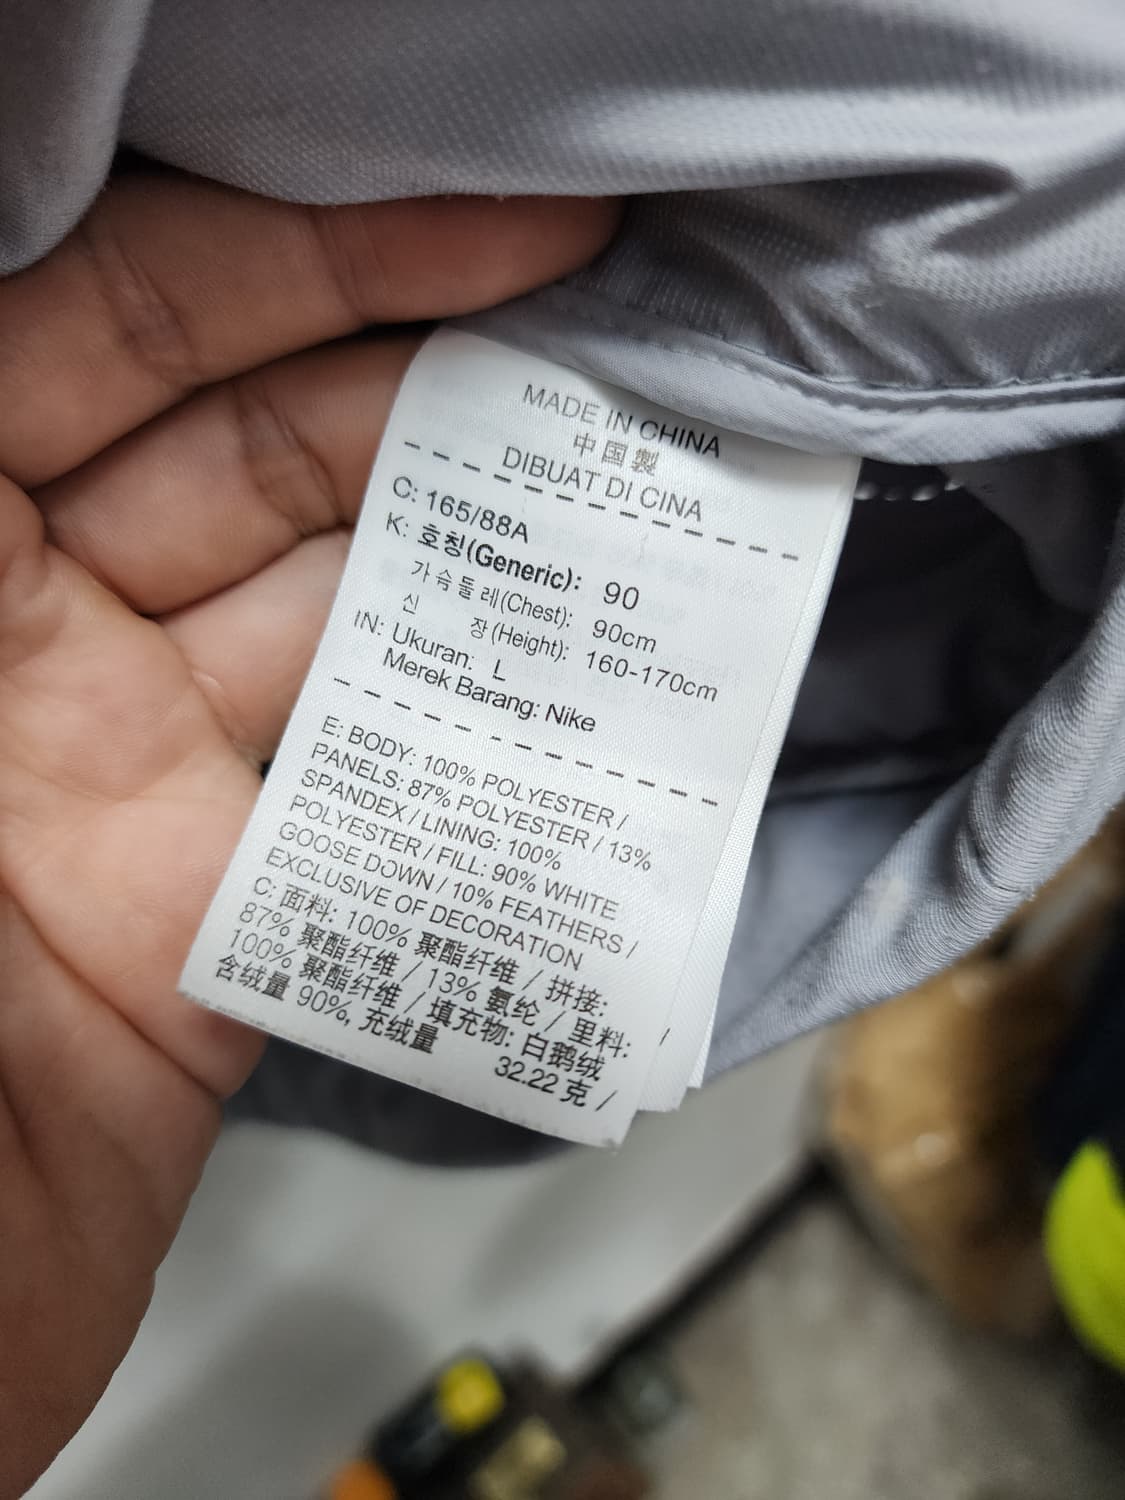 MADE IN CHINA
中国製
DIBUAT DI CINA
C: 165/88A
K: 호칭(Generic): 90
가슴둘레(Chest): 90cm
신 장(Height): 160-170cm
IN: Ukuran: L
Merek Barang: Nike
E: BODY: 100% POLYESTER /
PANELS: 87% POLYESTER / 13%
SPANDEX / LINING: 100%
POLYESTER / FILL: 90% WHITE
GOOSE DOWN / 10% FEATHERS /
EXCLUSIVE OF DECORATION
C: 面料: 100% 聚酯纤维 / 拼接:
87% 聚酯纤维 / 13% 氨纶 / 里料:
100% 聚酯纤维 / 填充物: 白鹅绒
含绒量 90%, 充绒量
32.22 克 /